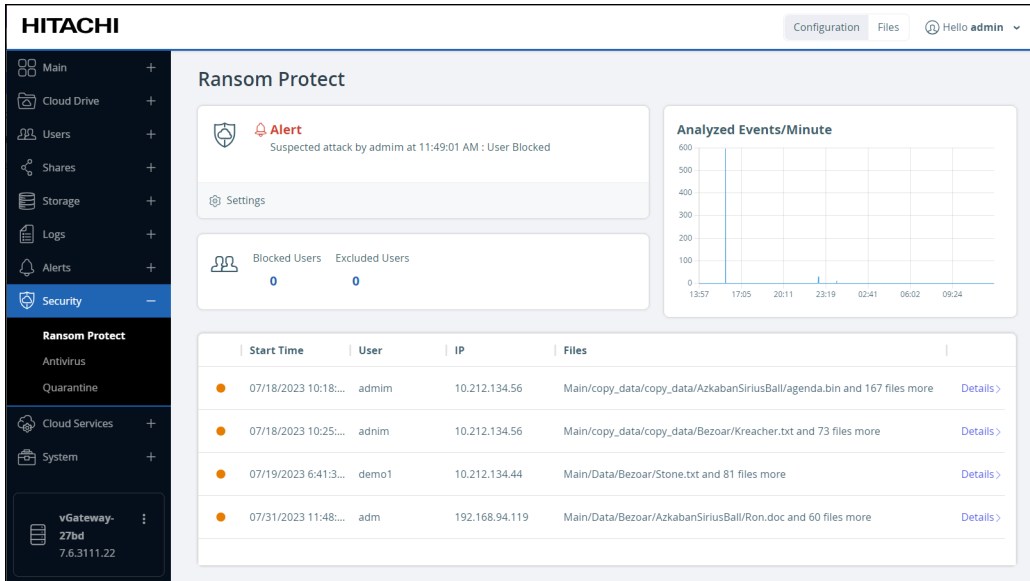 HITACHI
Configuration
Files
Hello admin
Main
Cloud Drive
Users
Shares
Storage
Logs
Alerts
Security
Ransom Protect
Antivirus
Quarantine
Cloud Services
System
vGateway-
27bd
7.6.3111.22
Ransom Protect
Alert
Suspected attack by admim at 11:49:01 AM : User Blocked
Settings
Blocked Users Excluded Users
0 0
Analyzed Events/Minute
600
500
400
300
200
100
0
13:57 17:05 20:11 23:19 02:41 06:02 09:24
Start Time User IP Files
07/18/2023 10:18:... admim 10.212.134.56 Main/copy_data/copy_data/AzkabanSiriusBall/agenda.bin and 167 files more Details
07/18/2023 10:25:... adnim 10.212.134.56 Main/copy_data/copy_data/Bezoar/Kreacher.txt and 73 files more Details
07/19/2023 6:41:3... demo1 10.212.134.44 Main/Data/Bezoar/Stone.txt and 81 files more Details
07/31/2023 11:48:... adm 192.168.94.119 Main/Data/Bezoar/AzkabanSiriusBall/Ron.doc and 60 files more Details